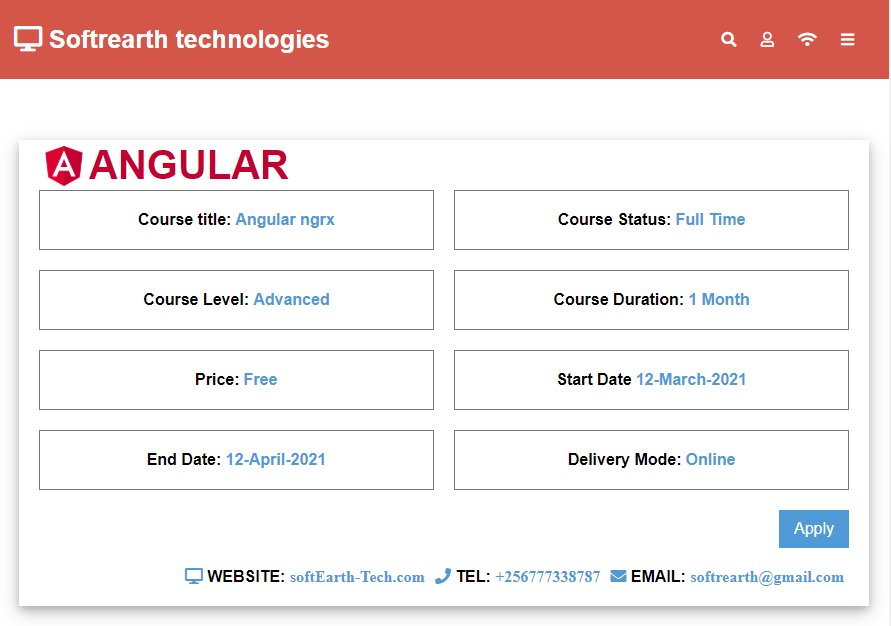 Softrearth technologies
ANGULAR
Course title: Angular ngrx
Course Status: Full Time
Course Level: Advanced
Course Duration: 1 Month
Price: Free
Start Date 12-March-2021
End Date: 12-April-2021
Delivery Mode: Online
Apply
WEBSITE: softEarth-Tech.com TEL: +256777338787 EMAIL: softrearth@gmail.com